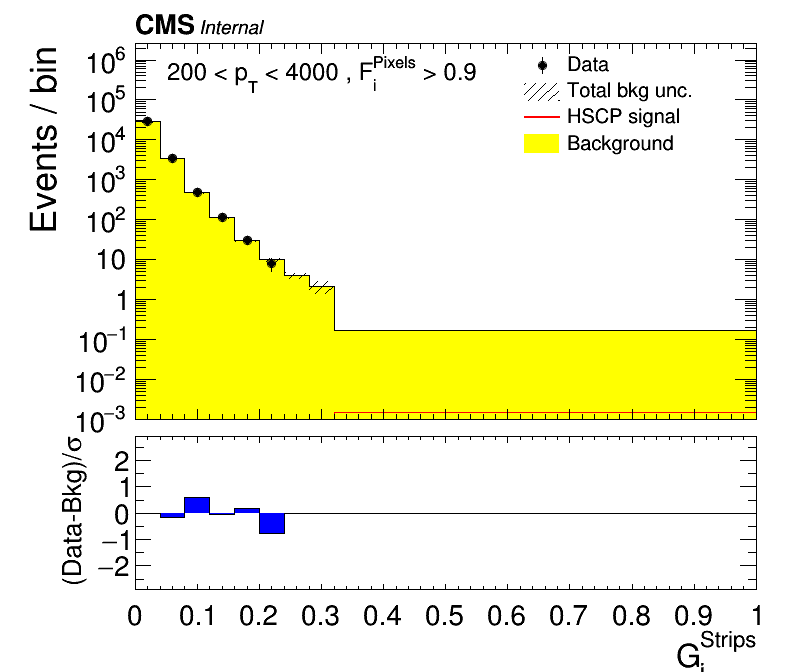 CMS Internal
200 < p_T < 4000 , F_i^Pixels > 0.9
Data
Total bkg unc.
HSCP signal
Background
Events / bin
10^6
10^5
10^4
10^3
10^2
10
1
10^−1
10^−2
10^−3
(Data-Bkg)/σ
2
1
0
−1
−2
0 0.1 0.2 0.3 0.4 0.5 0.6 0.7 0.8 0.9 1
G_i^Strips